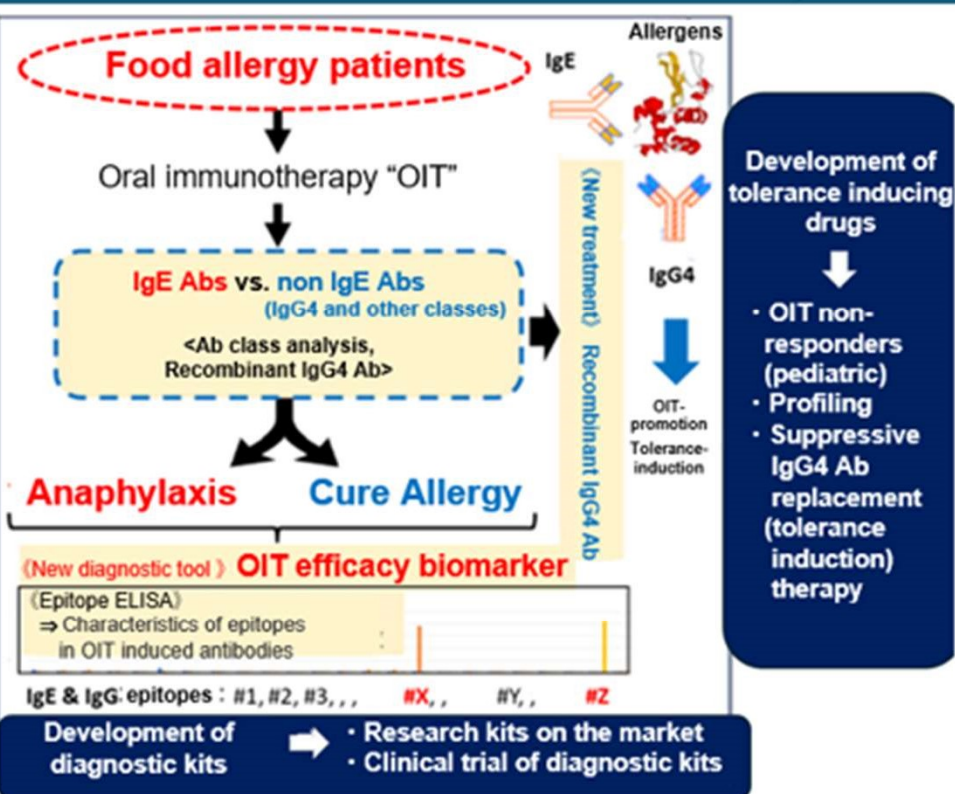 Food allergy patients
Oral immunotherapy “OIT”
IgE Abs vs. non IgE Abs
(IgG4 and other classes)
<Ab class analysis,
Recombinant IgG4 Ab>
Anaphylaxis
Cure Allergy
《New diagnostic tool》 OIT efficacy biomarker
《Epitope ELISA》
⇒ Characteristics of epitopes
in OIT induced antibodies
IgE & IgG epitopes : #1, #2, #3, , , #X, , #Y, , #Z
Development of
diagnostic kits
・Research kits on the market
・Clinical trial of diagnostic kits
《New treatment》 Recombinant IgG4 Ab
IgE
Allergens
IgG4
OIT-
promotion
Tolerance-
induction
Development of
tolerance inducing
drugs
・OIT non-
responders
(pediatric)
・Profiling
・Suppressive
IgG4 Ab
replacement
(tolerance
induction)
therapy